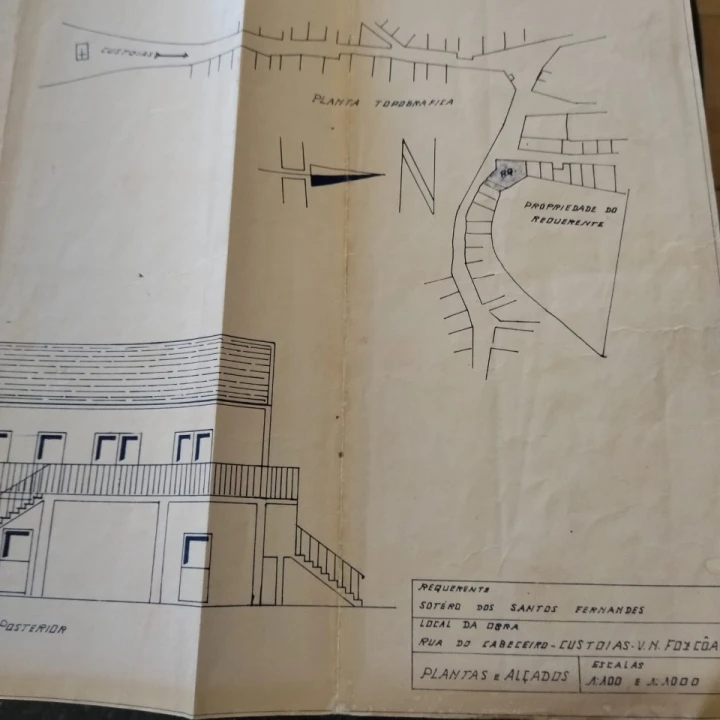 CUSTOIAS
PLANTA TOPOGRAFICA
N
PROPRIEDADE DO
REQUERENTE
POSTERIOR
REQUERENTE
SOTÉRO DOS SANTOS FERNANDES
LOCAL DA OBRA
RUA DO CABECEIRO - CUSTOIAS - V. N. FOZ CÔA
PLANTAS e ALÇADOS
ESCALAS
1:100 E 1:1000